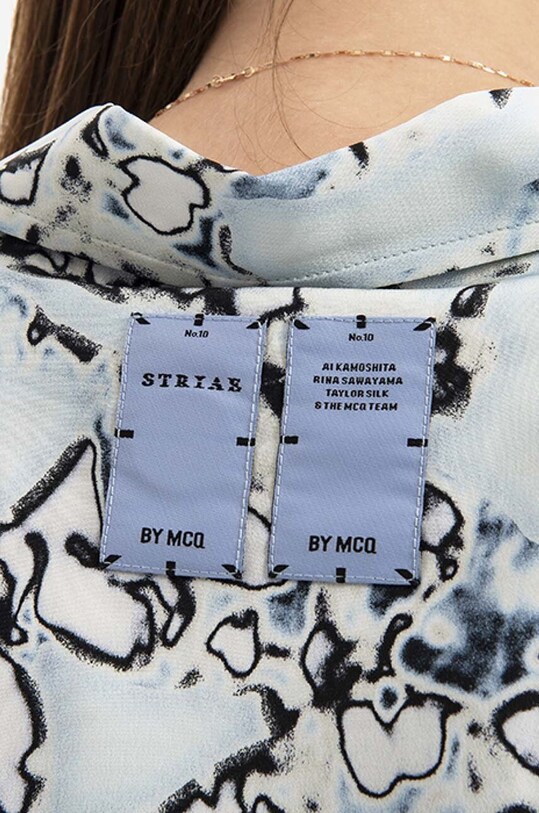 No.10
STRIAE
BY MCQ
No.10
AI KAMOSHITA
RINA SAWAYAMA
TAYLOR SILK
& THE MCQ TEAM
BY MCQ